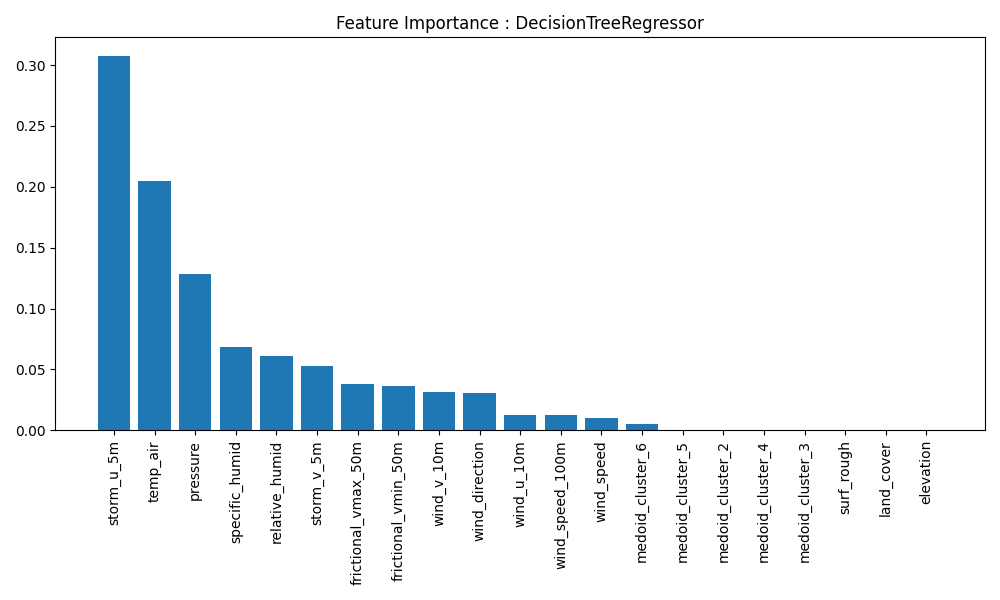 Feature Importance : DecisionTreeRegressor
0.30
0.25
0.20
0.15
0.10
0.05
0.00
storm_u_5m
temp_air
pressure
specific_humid
relative_humid
storm_v_5m
frictional_vmax_50m
frictional_vmin_50m
wind_v_10m
wind_direction
wind_u_10m
wind_speed_100m
wind_speed
medoid_cluster_6
medoid_cluster_5
medoid_cluster_2
medoid_cluster_4
medoid_cluster_3
surf_rough
land_cover
elevation